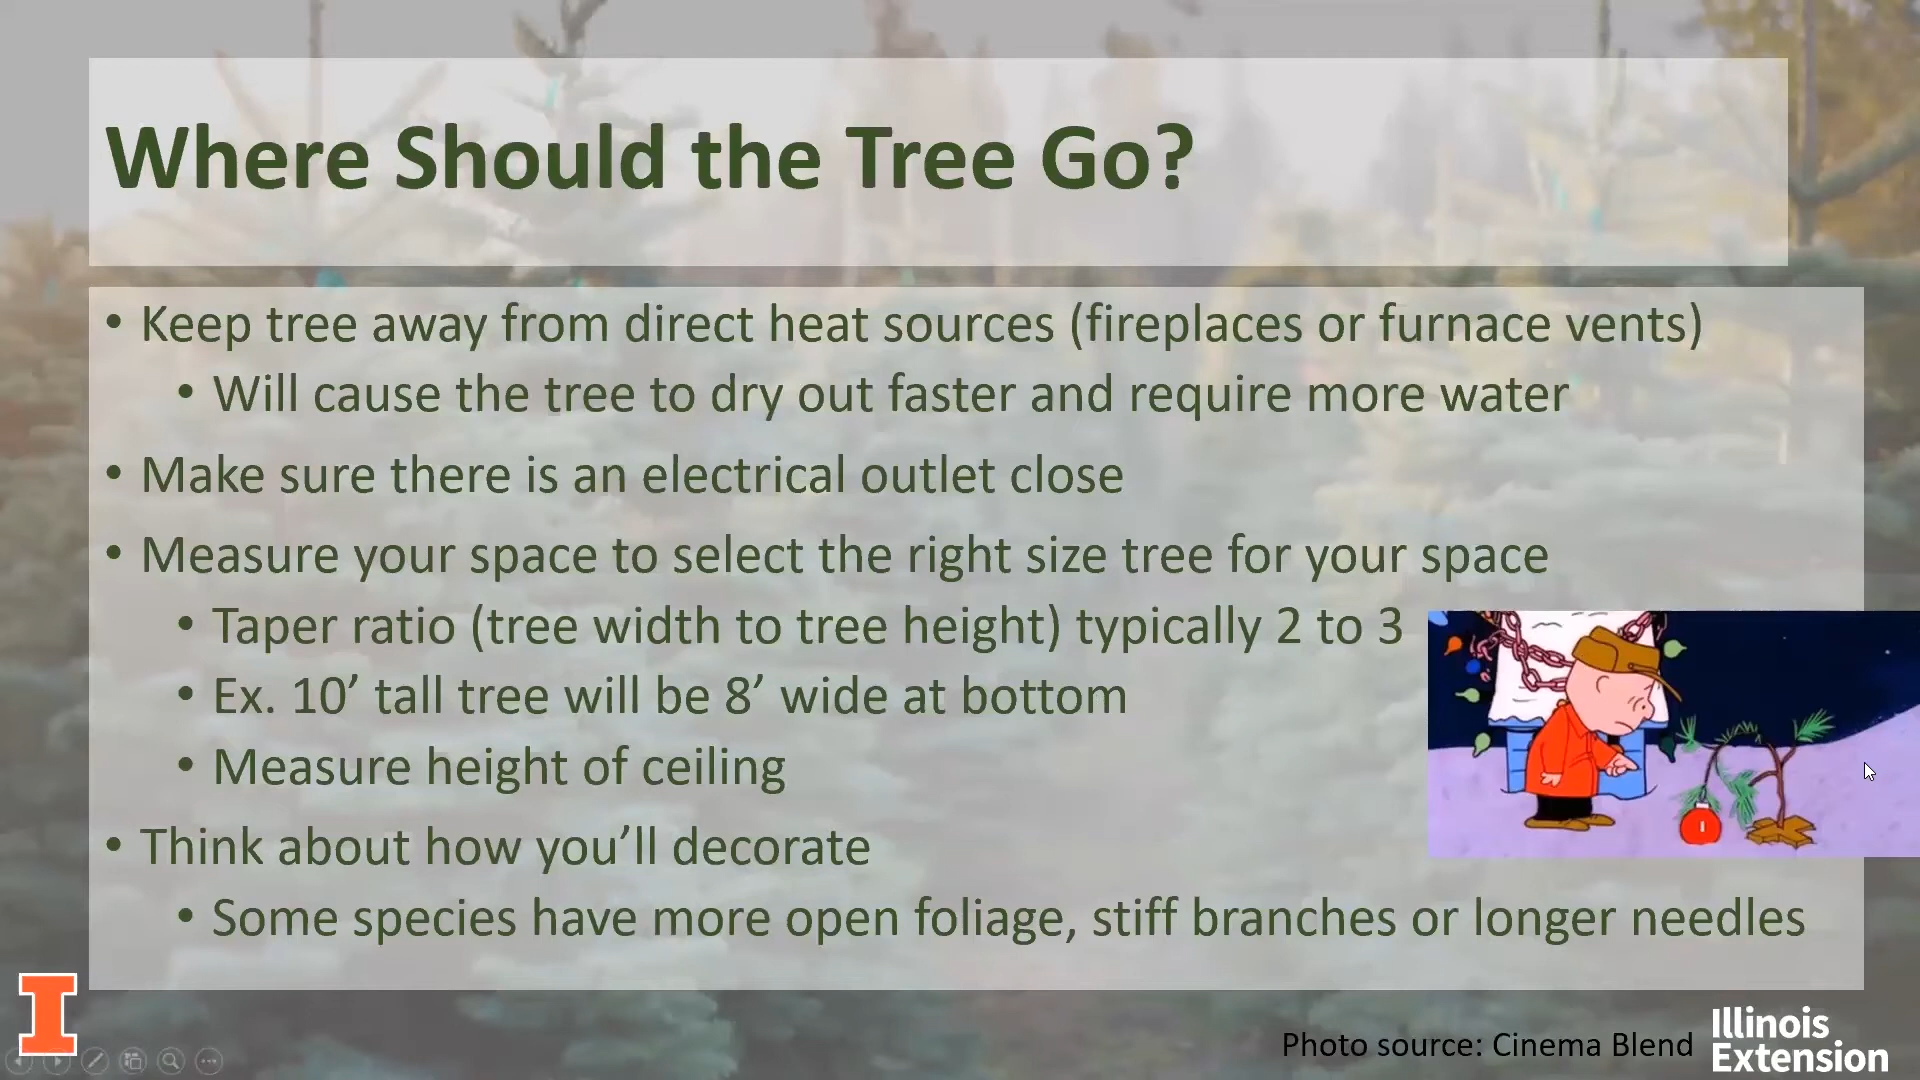 Where Should the Tree Go?
• Keep tree away from direct heat sources (fireplaces or furnace vents)
• Will cause the tree to dry out faster and require more water
• Make sure there is an electrical outlet close
• Measure your space to select the right size tree for your space
• Taper ratio (tree width to tree height) typically 2 to 3
• Ex. 10’ tall tree will be 8’ wide at bottom
• Measure height of ceiling
• Think about how you’ll decorate
• Some species have more open foliage, stiff branches or longer needles
I
Photo source: Cinema Blend
Illinois
Extension